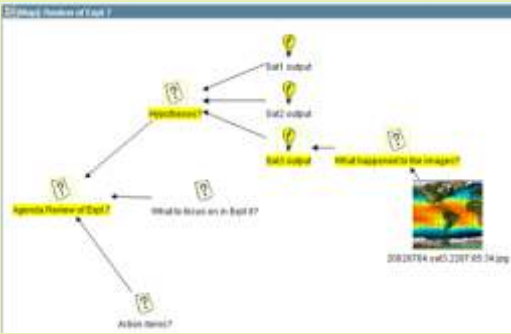 [Map]: Review of Expt 7
Sat1 output
Hypotheses?
Sat2 output
Sat3 output
What happened to the images?
Agenda Review of Expt 7
What to focus on in Expt 8?
Action items?